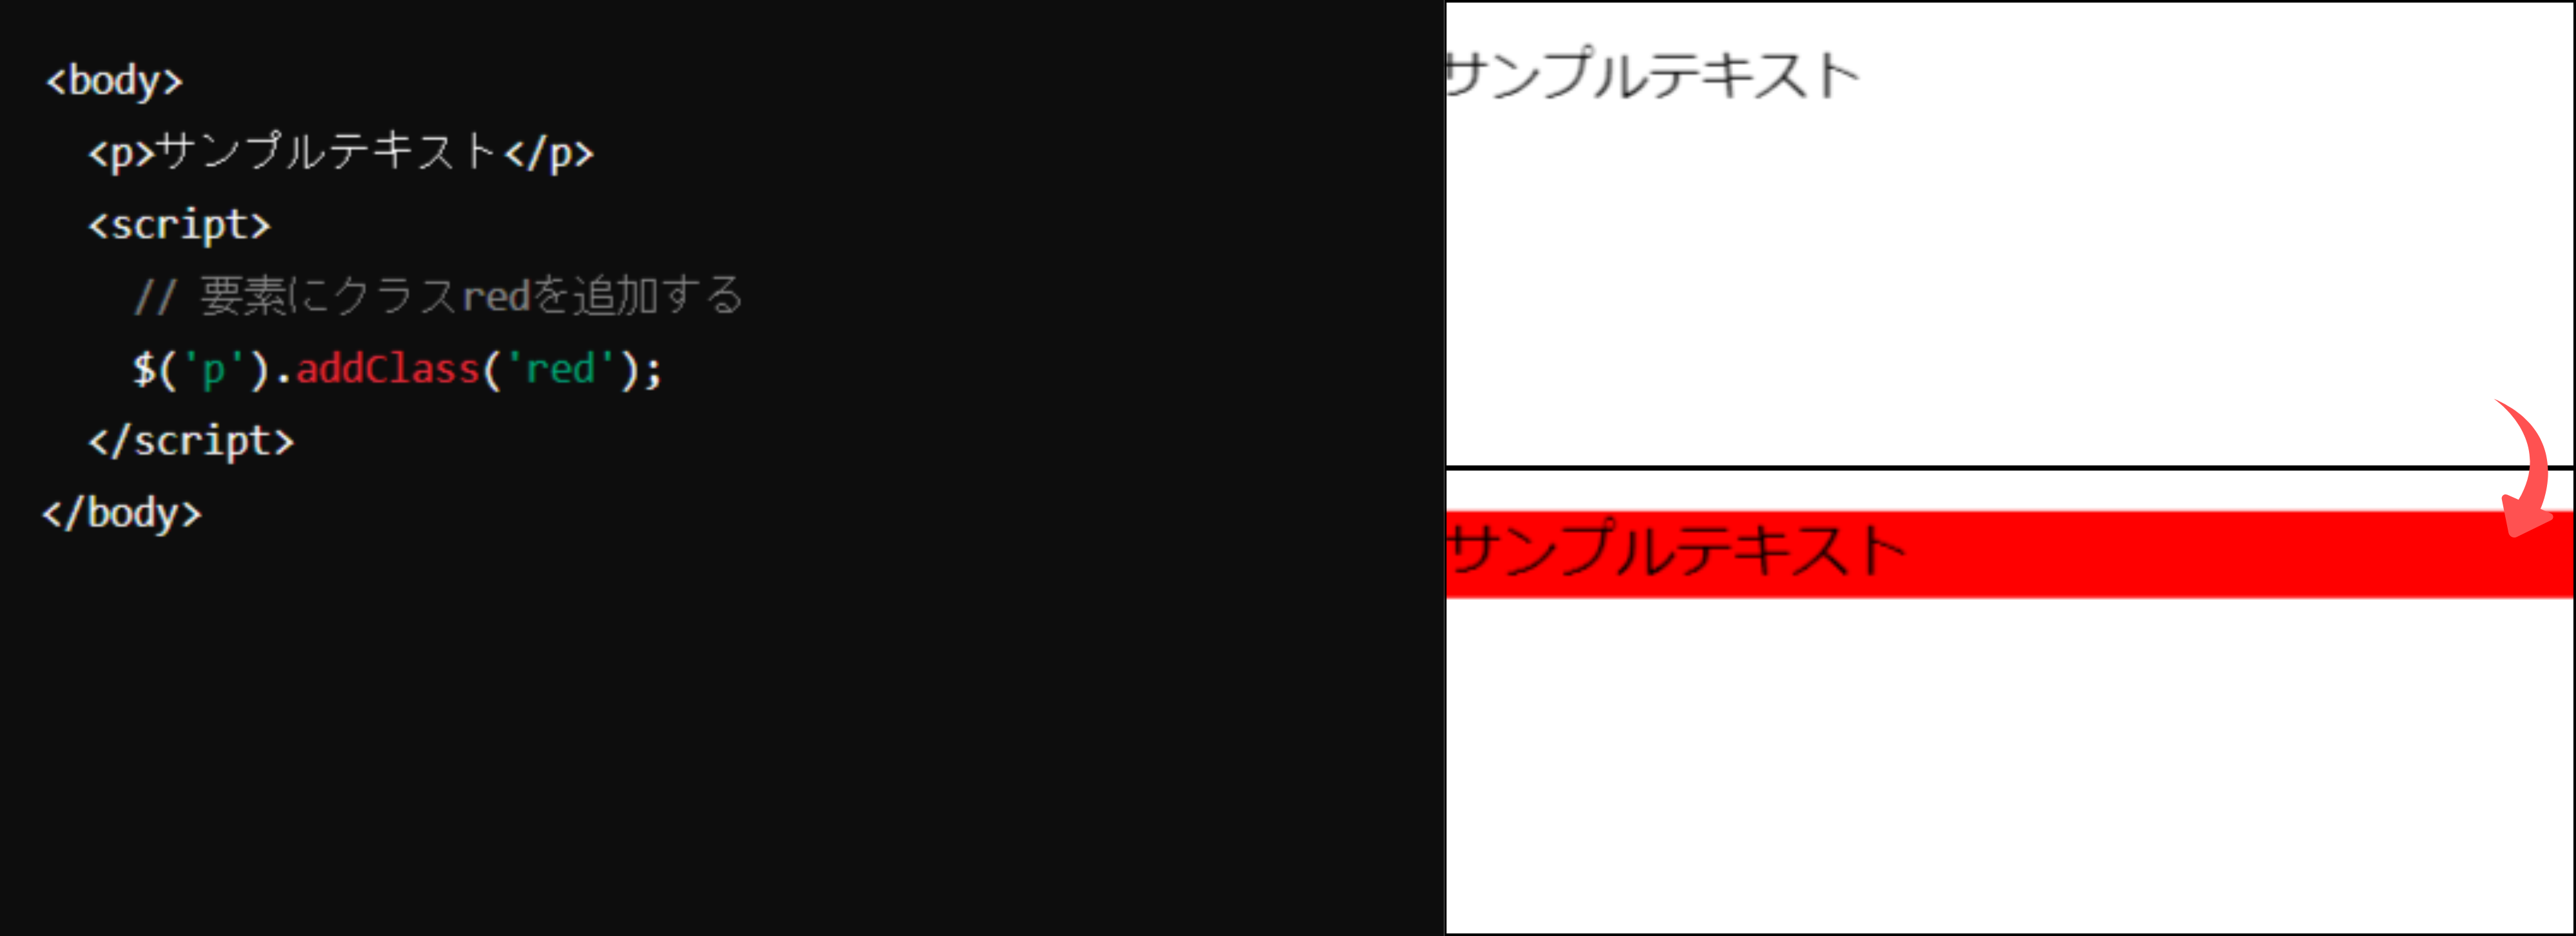 <body>
<p>サンプルテキスト</p>
<script>
// 要素にクラスredを追加する
$('p').addClass('red');
</script>
</body>
サンプルテキスト
サンプルテキスト